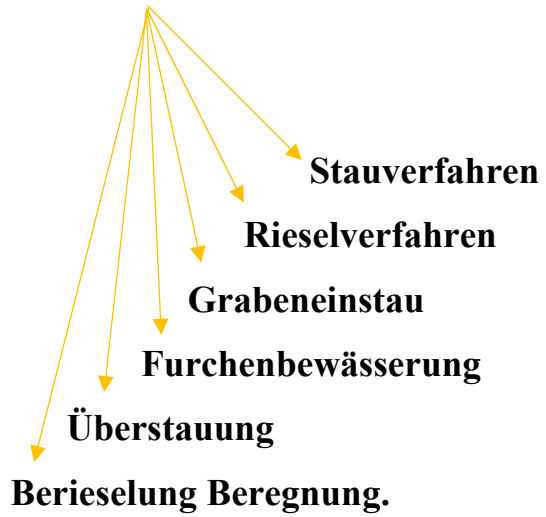 Stauverfahren
Rieselverfahren
Grabeneinstau
Furchenbewässerung
Überstauung
Berieselung Beregnung.